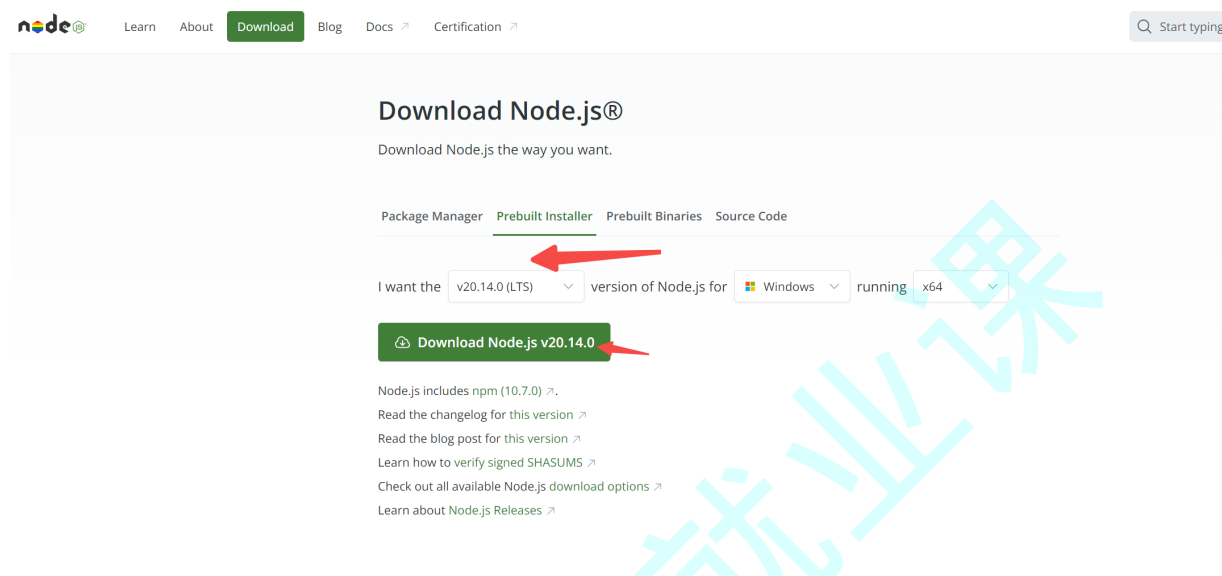 node JS
Learn About Download Blog Docs Certification Start typing
Download Node.js®
Download Node.js the way you want.
Package Manager Prebuilt Installer Prebuilt Binaries Source Code
I want the v20.14.0 (LTS) version of Node.js for Windows running x64
Download Node.js v20.14.0
Node.js includes npm (10.7.0).
Read the changelog for this version
Read the blog post for this version
Learn how to verify signed SHASUMS
Check out all available Node.js download options
Learn about Node.js Releases
就业课